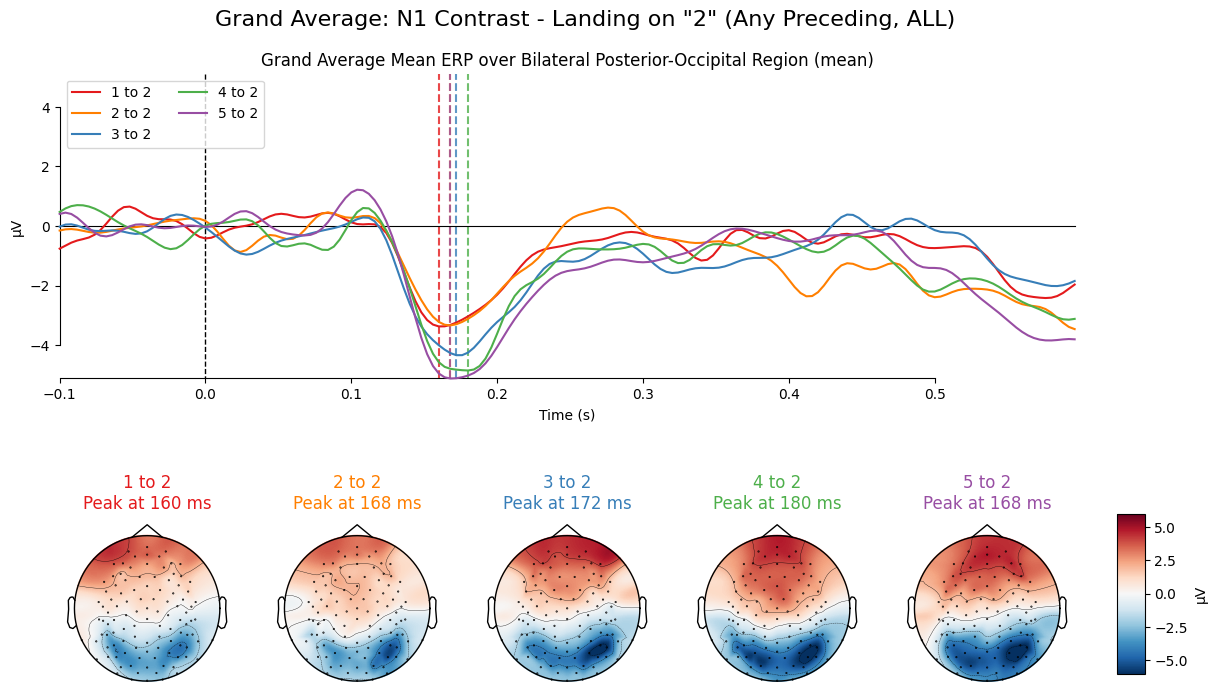 Grand Average: N1 Contrast - Landing on "2" (Any Preceding, ALL)
Grand Average Mean ERP over Bilateral Posterior-Occipital Region (mean)
1 to 2
2 to 2
3 to 2
4 to 2
5 to 2
4
2
0
−2
−4
µV
−0.1
0.0
0.1
0.2
0.3
0.4
0.5
Time (s)
1 to 2
Peak at 160 ms
2 to 2
Peak at 168 ms
3 to 2
Peak at 172 ms
4 to 2
Peak at 180 ms
5 to 2
Peak at 168 ms
5.0
2.5
0.0
−2.5
−5.0
µV